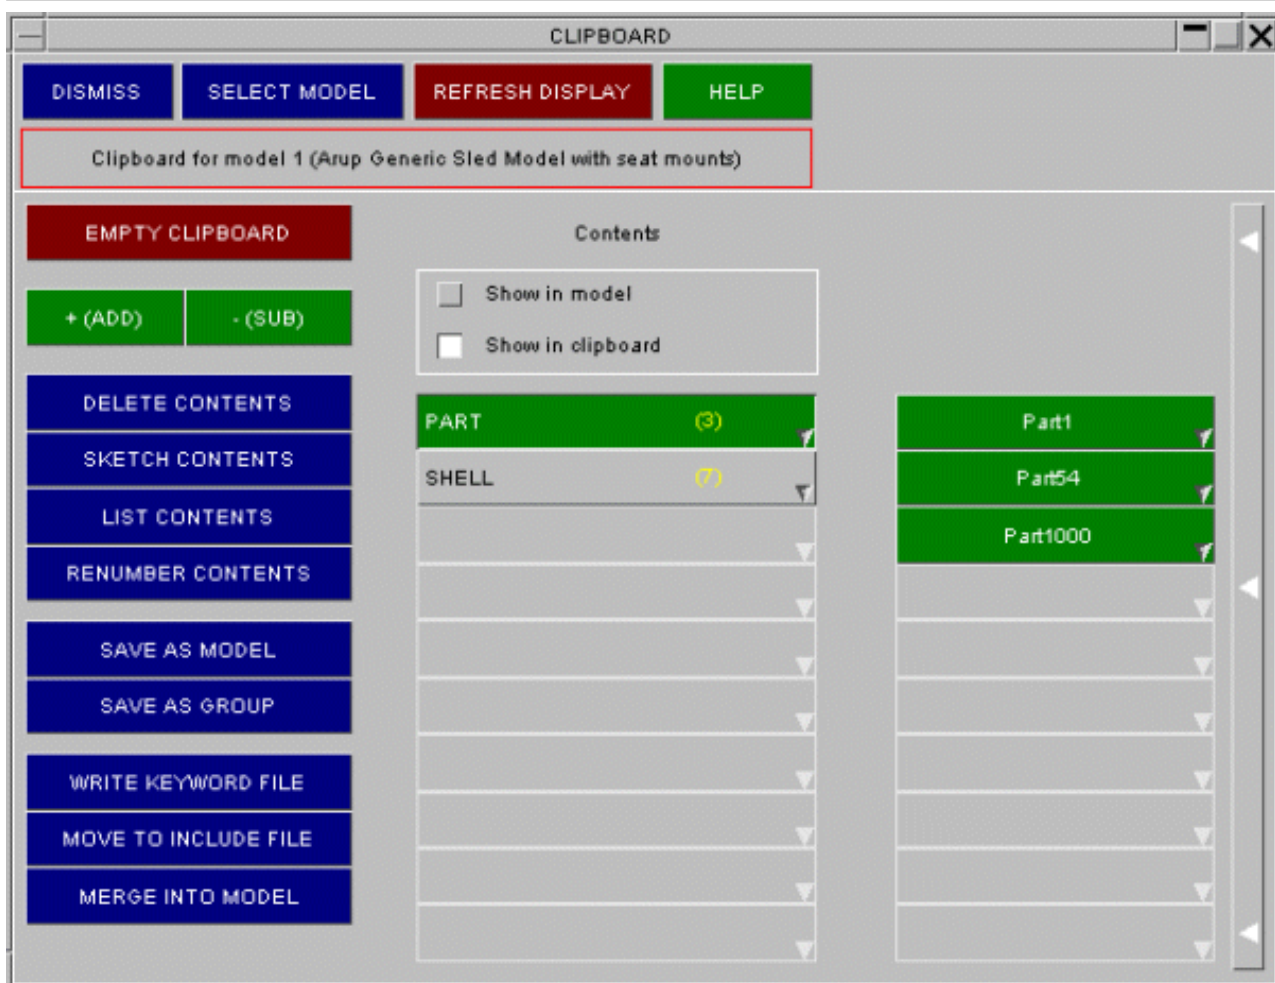 CLIPBOARD
DISMISS SELECT MODEL REFRESH DISPLAY HELP
Clipboard for model 1 (Arup Generic Sled Model with seat mounts)
EMPTY CLIPBOARD Contents
Show in model
+ (ADD) - (SUB)
Show in clipboard
DELETE CONTENTS PART (3) Part1
SKETCH CONTENTS SHELL (7) Part54
LIST CONTENTS Part1000
RENUMBER CONTENTS
SAVE AS MODEL
SAVE AS GROUP
WRITE KEYWORD FILE
MOVE TO INCLUDE FILE
MERGE INTO MODEL